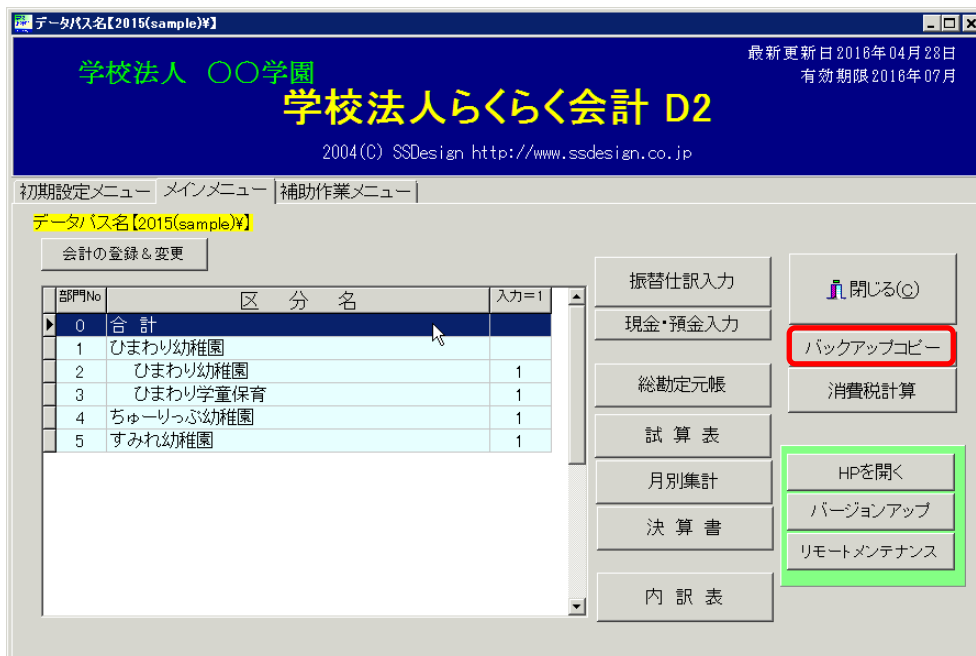 データパス名【2015(sample)¥】
最新更新日2016年04月28日
学校法人 〇〇学園
有効期限2016年07月
学校法人らくらく会計 D2
2004(C) SSDesign http://www.ssdesign.co.jp
初期設定メニュー メインメニュー 補助作業メニュー
データパス名【2015(sample)¥】
会計の登録&変更
部門No 区 分 名 入力=1
0 合 計
1 ひまわり幼稚園
2 ひまわり幼稚園 1
3 ひまわり学童保育 1
4 ちゅーりっぷ幼稚園 1
5 すみれ幼稚園 1
振替仕訳入力
現金・預金入力
総勘定元帳
試 算 表
月別集計
決 算 書
内 訳 表
閉じる(C)
バックアップコピー
消費税計算
HPを開く
バージョンアップ
リモートメンテナンス